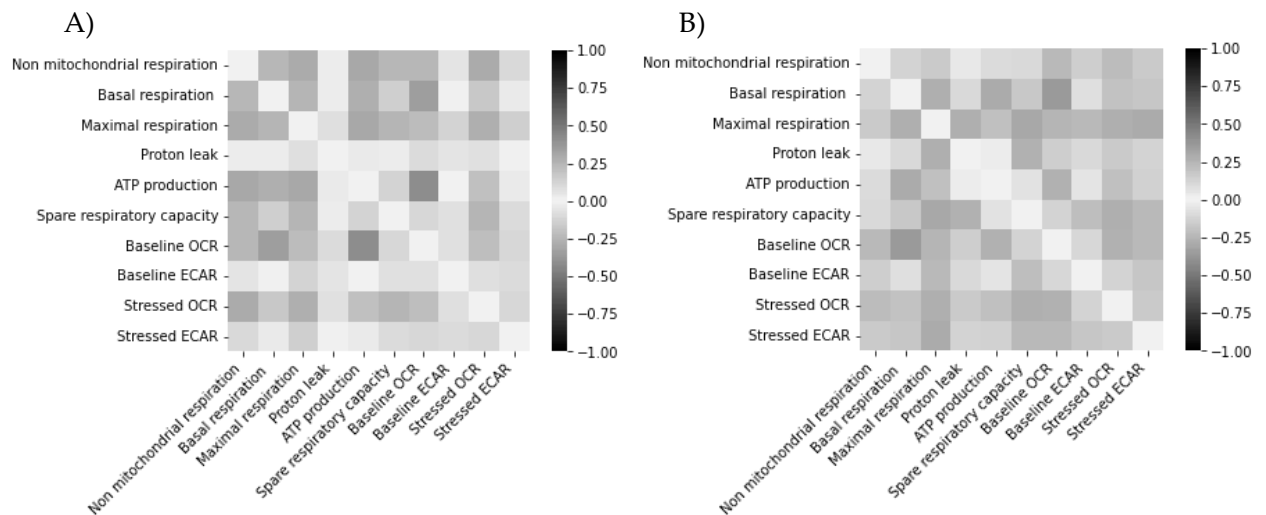 A)
Non mitochondrial respiration
Basal respiration
Maximal respiration
Proton leak
ATP production
Spare respiratory capacity
Baseline OCR
Baseline ECAR
Stressed OCR
Stressed ECAR
Non mitochondrial respiration
Basal respiration
Maximal respiration
Proton leak
ATP production
Spare respiratory capacity
Baseline OCR
Baseline ECAR
Stressed OCR
Stressed ECAR
1.00
0.75
0.50
0.25
0.00
−0.25
−0.50
−0.75
−1.00
B)
Non mitochondrial respiration
Basal respiration
Maximal respiration
Proton leak
ATP production
Spare respiratory capacity
Baseline OCR
Baseline ECAR
Stressed OCR
Stressed ECAR
Non mitochondrial respiration
Basal respiration
Maximal respiration
Proton leak
ATP production
Spare respiratory capacity
Baseline OCR
Baseline ECAR
Stressed OCR
Stressed ECAR
1.00
0.75
0.50
0.25
0.00
−0.25
−0.50
−0.75
−1.00